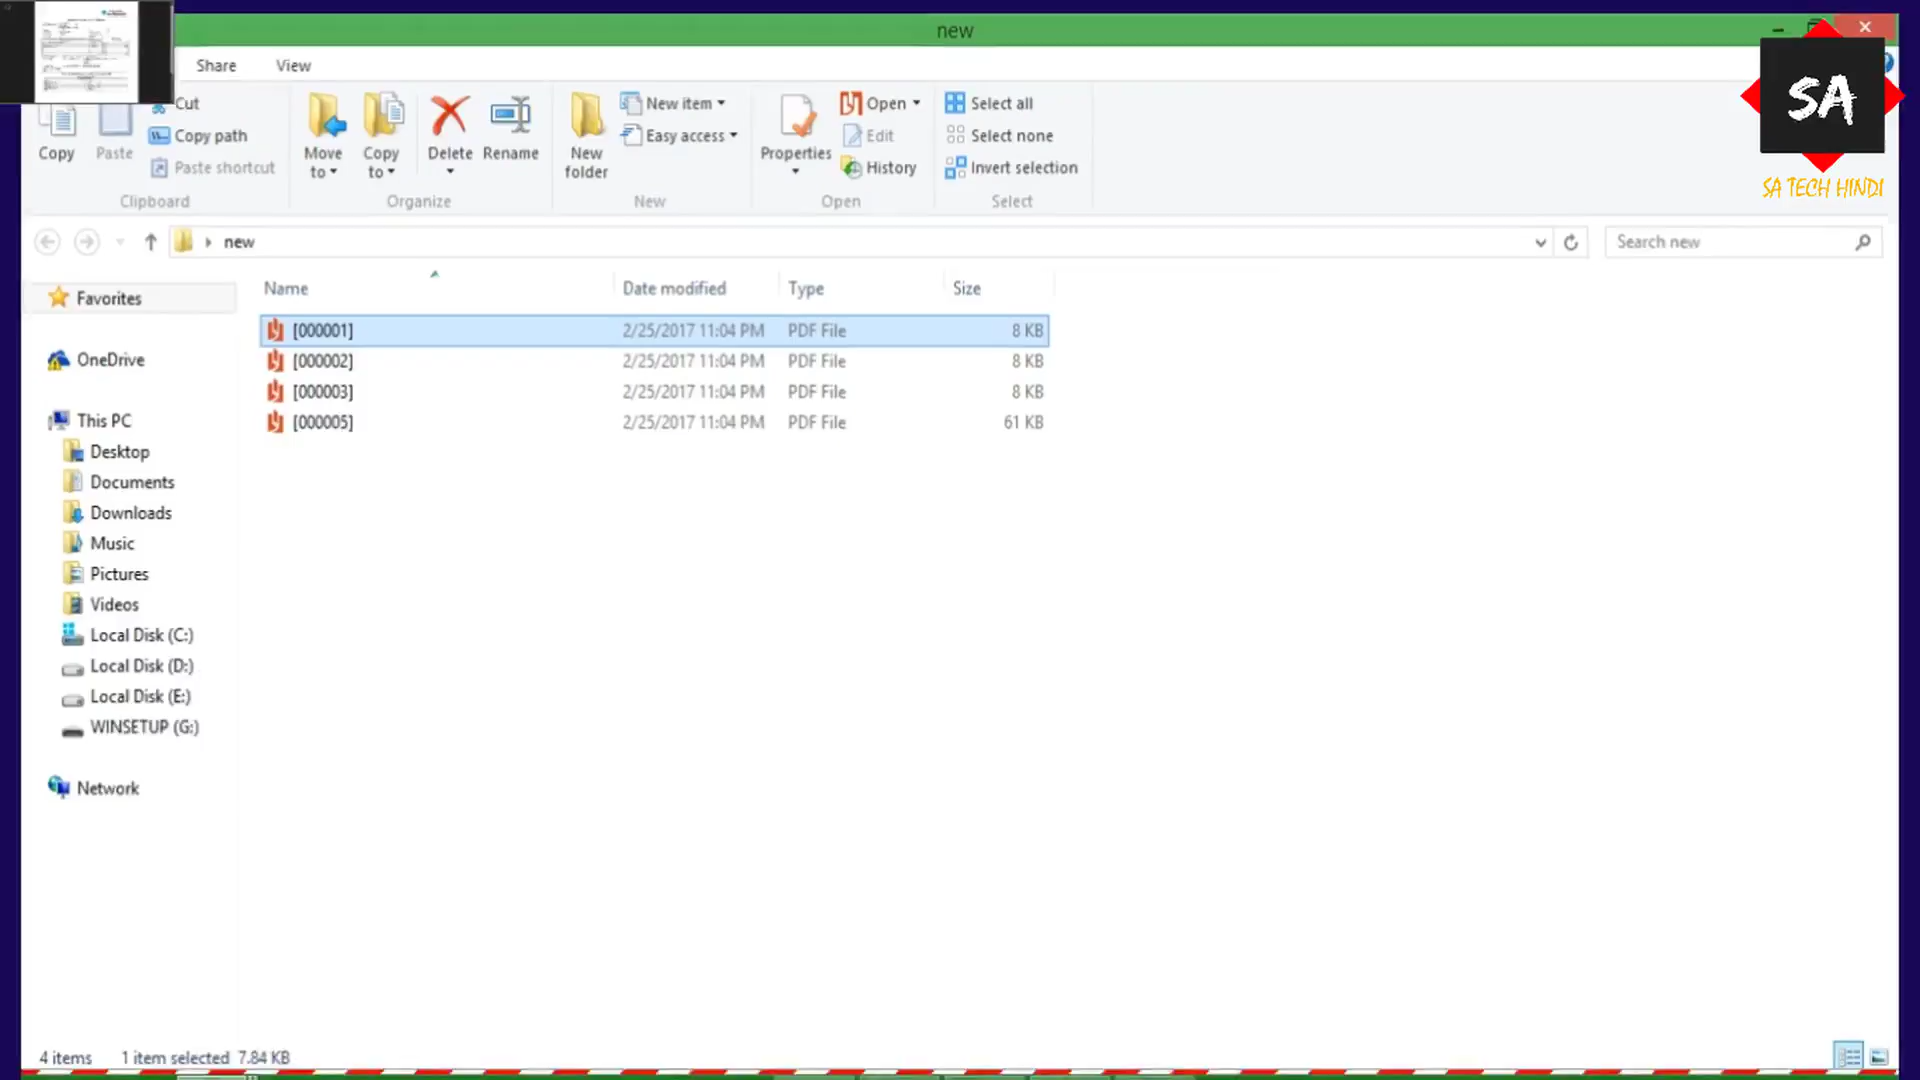 new
Share View
Cut
Copy path
Paste shortcut
Copy Paste
Clipboard
Move to Copy to Delete Rename
Organize
New folder
New item
Easy access
New
Properties
Open
Edit
History
Open
Select all
Select none
Invert selection
Select
SA
SA TECH HINDI
new
Search new
Name Date modified Type Size
[000001] 2/25/2017 11:04 PM PDF File 8 KB
[000002] 2/25/2017 11:04 PM PDF File 8 KB
[000003] 2/25/2017 11:04 PM PDF File 8 KB
[000005] 2/25/2017 11:04 PM PDF File 61 KB
Favorites
OneDrive
This PC
Desktop
Documents
Downloads
Music
Pictures
Videos
Local Disk (C:)
Local Disk (D:)
Local Disk (E:)
WINSETUP (G:)
Network
4 items 1 item selected 7.84 KB